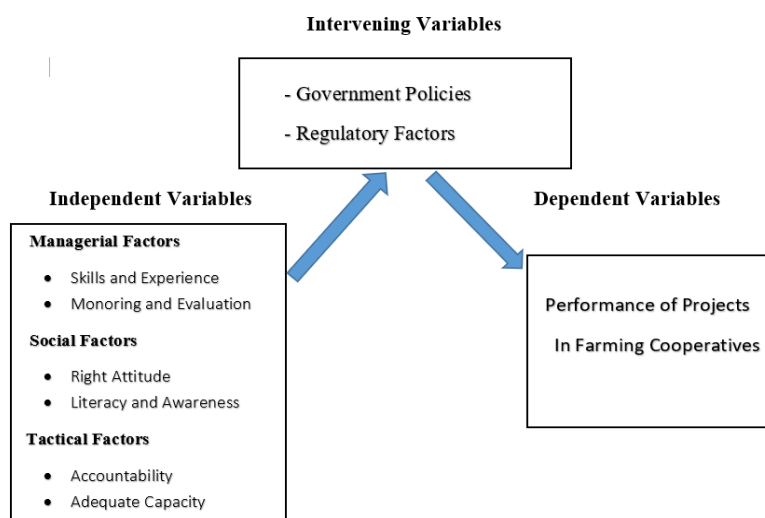 Intervening Variables
- Government Policies
- Regulatory Factors
Independent Variables
Managerial Factors
• Skills and Experience
• Monoring and Evaluation
Social Factors
• Right Attitude
• Literacy and Awareness
Tactical Factors
• Accountability
• Adequate Capacity
Dependent Variables
Performance of Projects
In Farming Cooperatives